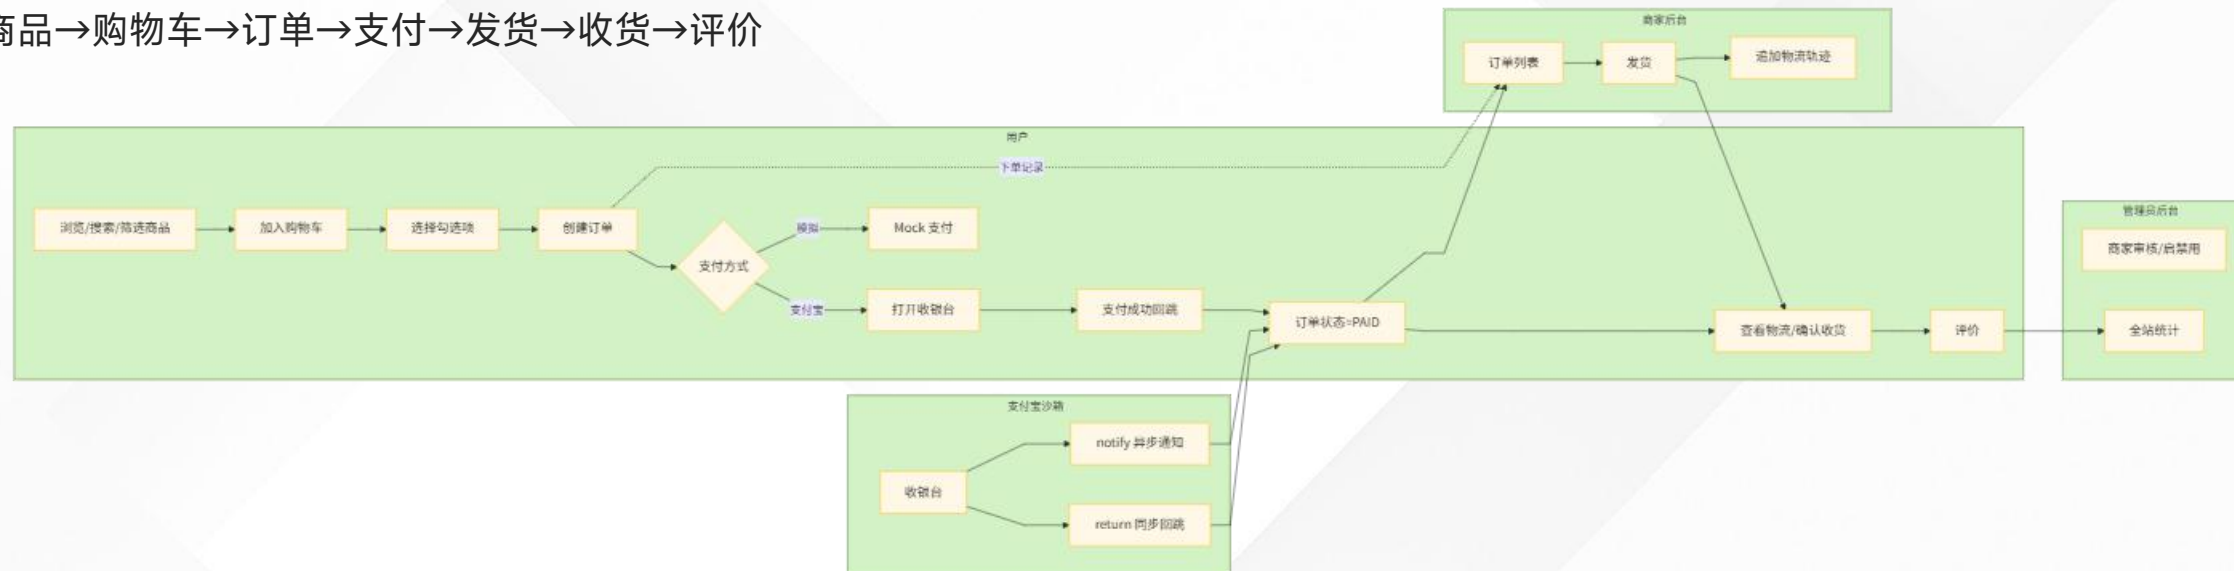 商品→购物车→订单→支付→发货→收货→评价
商家后台
订单列表
发货
追加物流轨迹
用户
下单记录
浏览/搜索/筛选商品
加入购物车
选择勾选项
创建订单
支付方式
模拟
Mock 支付
支付宝
打开收银台
支付成功回跳
订单状态=PAID
查看物流/确认收货
评价
管理员后台
商家审核/启禁用
全站统计
支付宝沙箱
收银台
notify 异步通知
return 同步回跳